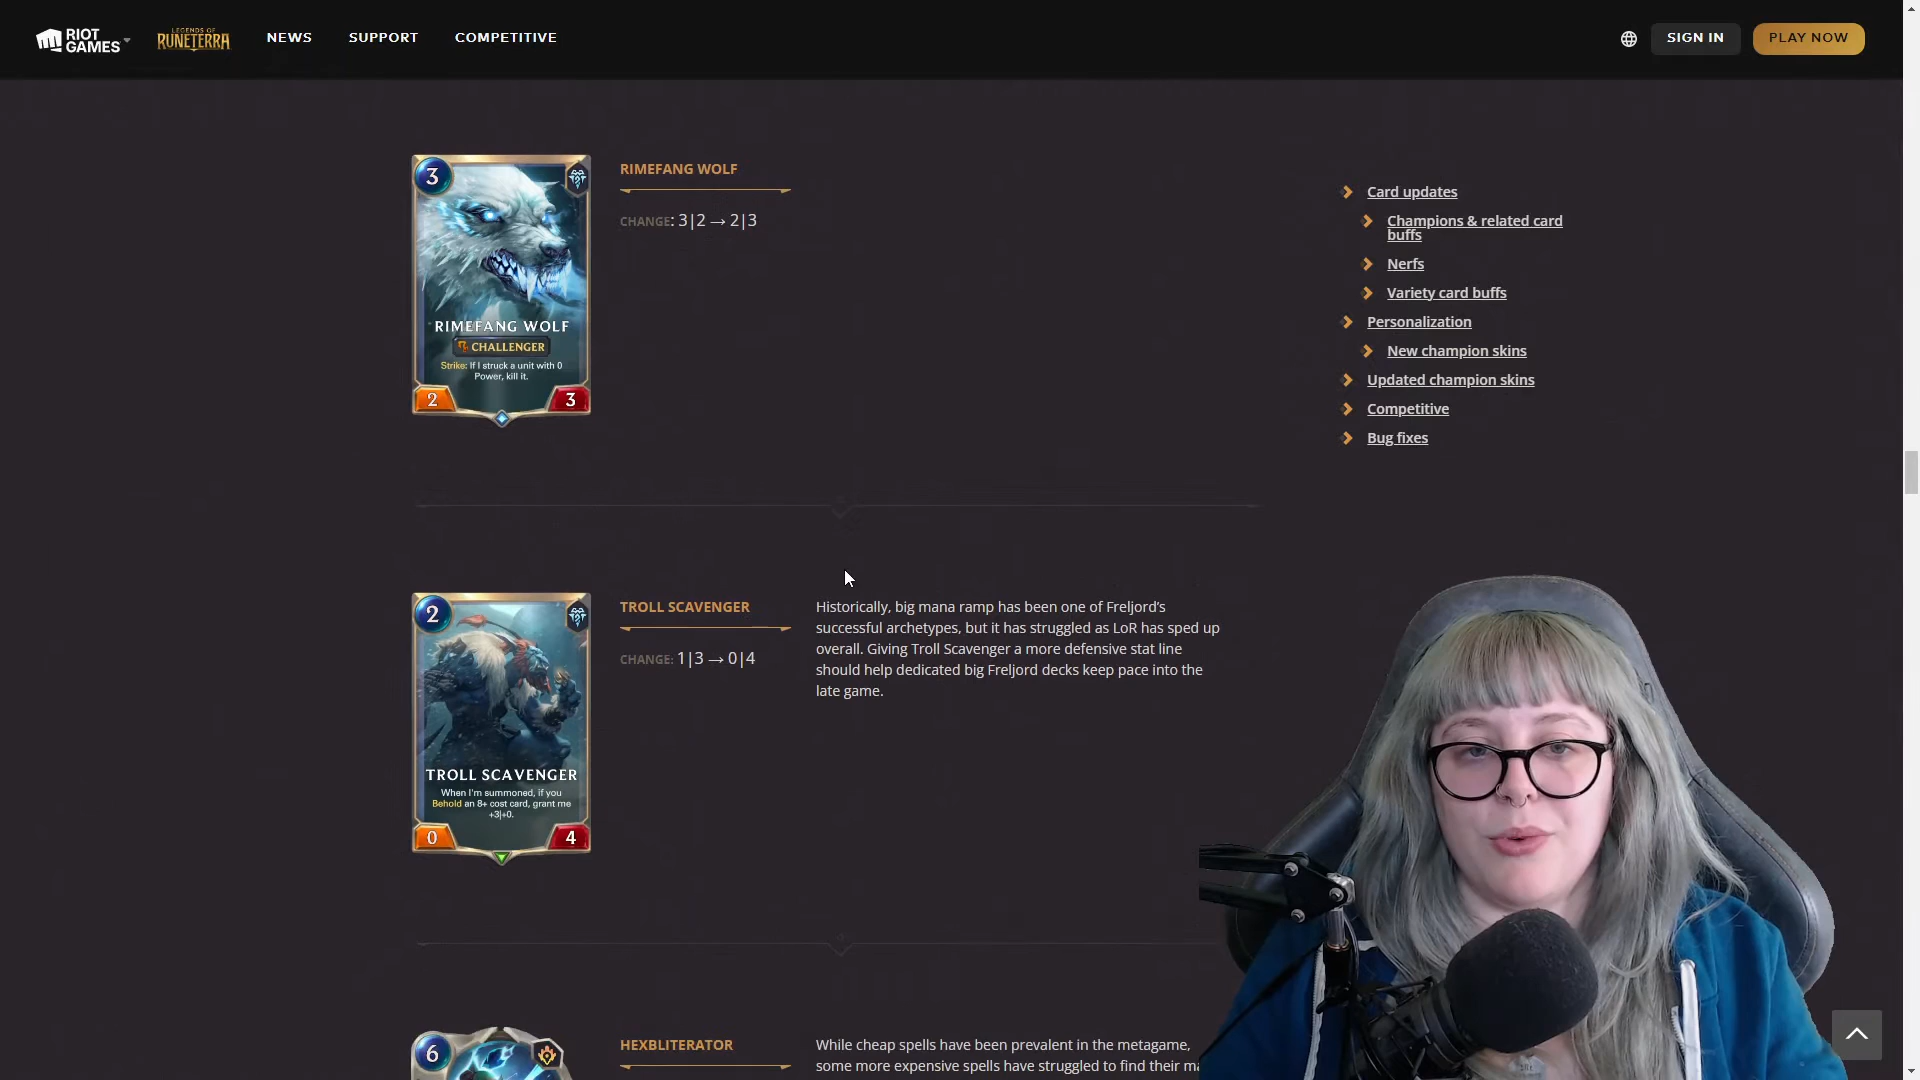 RIOT GAMES
LEGENDS OF RUNETERRA
NEWS
SUPPORT
COMPETITIVE
SIGN IN
PLAY NOW
3
RIMEFANG WOLF
CHALLENGER
Strike: If I struck a unit with 0
Power, kill it.
2
3
RIMEFANG WOLF
CHANGE: 3|2 → 2|3
Card updates
Champions & related card
buffs
Nerfs
Variety card buffs
Personalization
New champion skins
Updated champion skins
Competitive
Bug fixes
2
TROLL SCAVENGER
When I'm summoned, if you
Behold an 8+ cost card, grant me
+3|+0.
0
4
TROLL SCAVENGER
CHANGE: 1|3 → 0|4
Historically, big mana ramp has been one of Freljord's
successful archetypes, but it has struggled as LoR has sped up
overall. Giving Troll Scavenger a more defensive stat line
should help dedicated big Freljord decks keep pace into the
late game.
6
HEXBLITERATOR
While cheap spells have been prevalent in the metagame,
some more expensive spells have struggled to find their